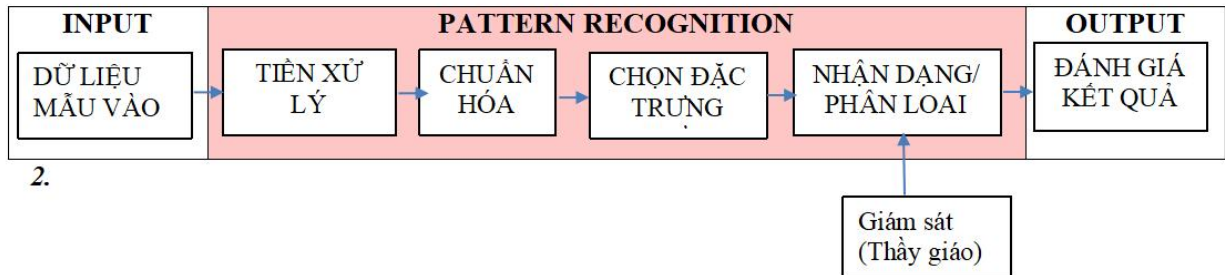 INPUT
PATTERN RECOGNITION
OUTPUT
DỮ LIỆU
MẪU VÀO
TIỀN XỬ
LÝ
CHUẨN
HÓA
CHỌN ĐẶC
TRƯNG
NHẬN DẠNG/
PHÂN LOAI
ĐÁNH GIÁ
KẾT QUẢ
2.
Giám sát
(Thầy giáo)